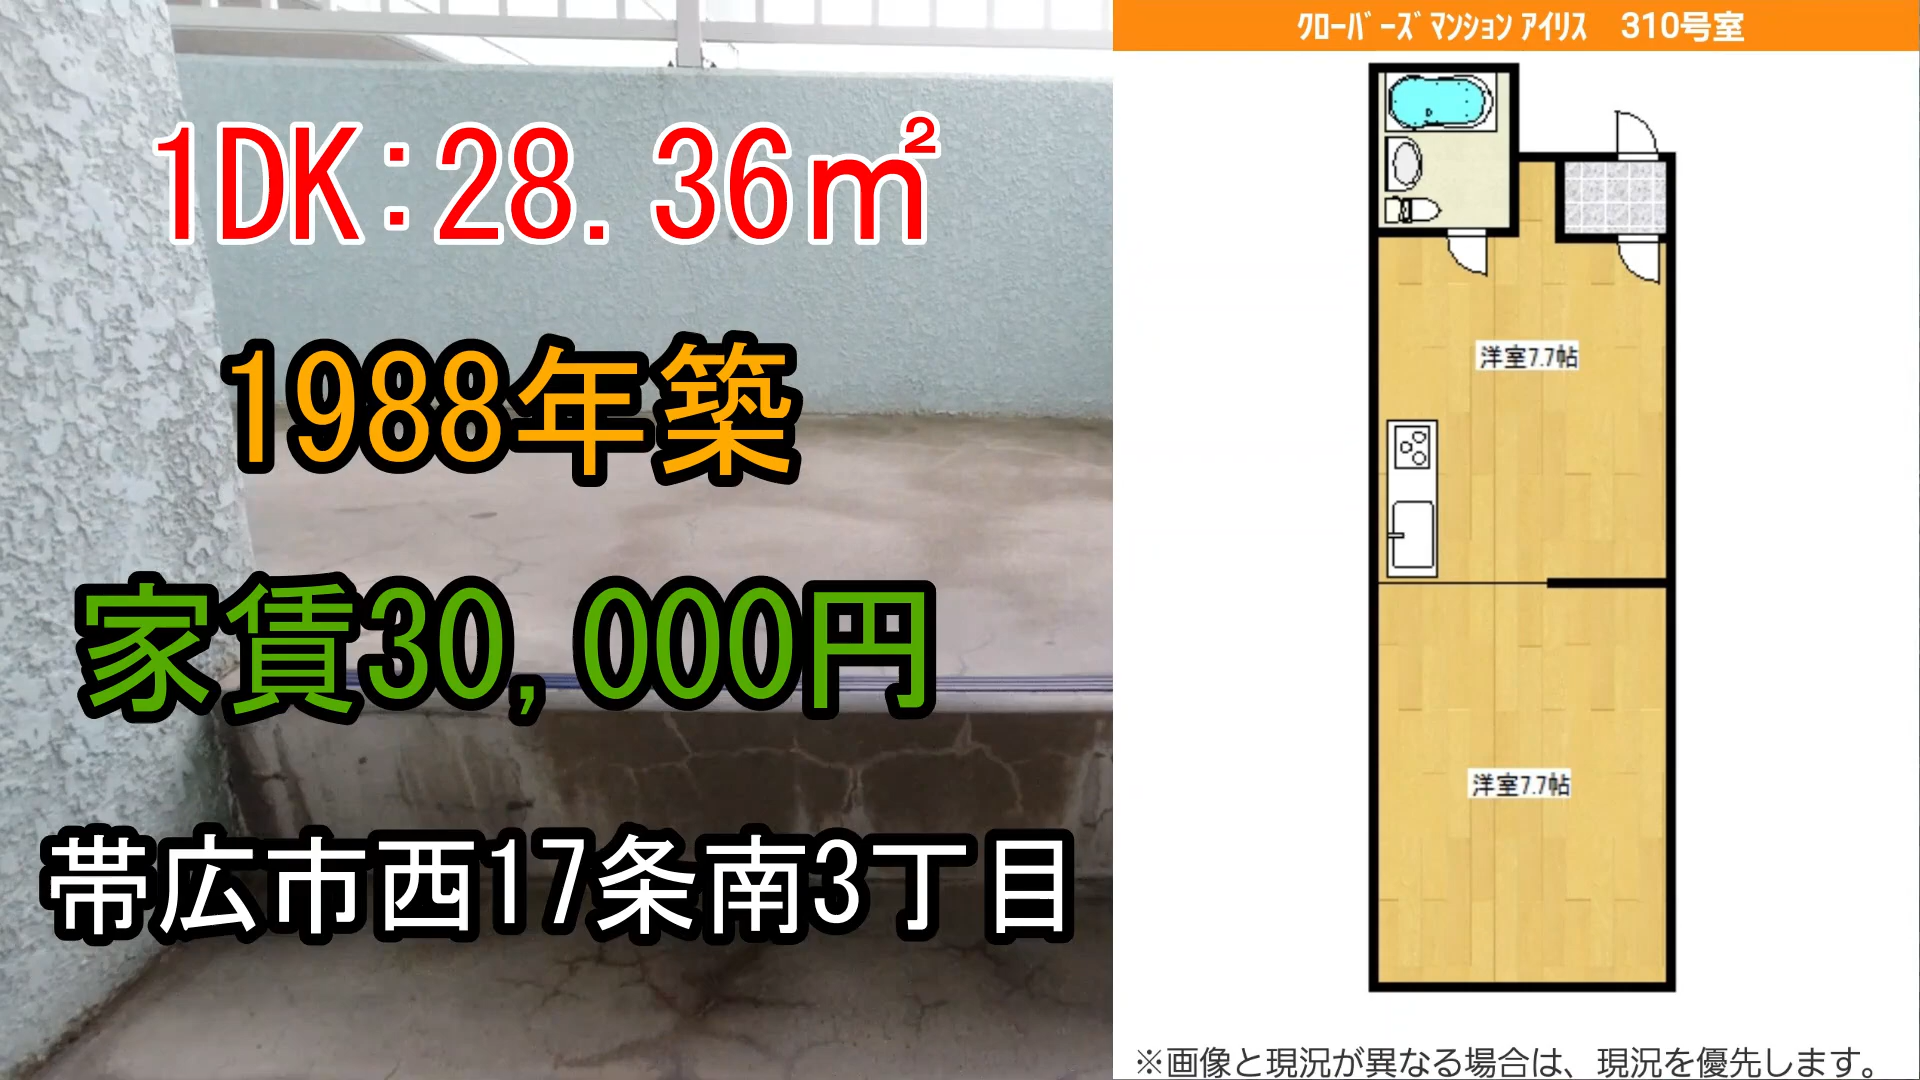 1DK:28.36㎡
1988年築
家賃30,000円
帯広市西17条南3丁目
ｸﾛｰﾊﾞｰｽﾞﾏﾝｼｮﾝ ｱｲﾘｽ　310号室
洋室7.7帖
洋室7.7帖
※画像と現況が異なる場合は、現況を優先します。